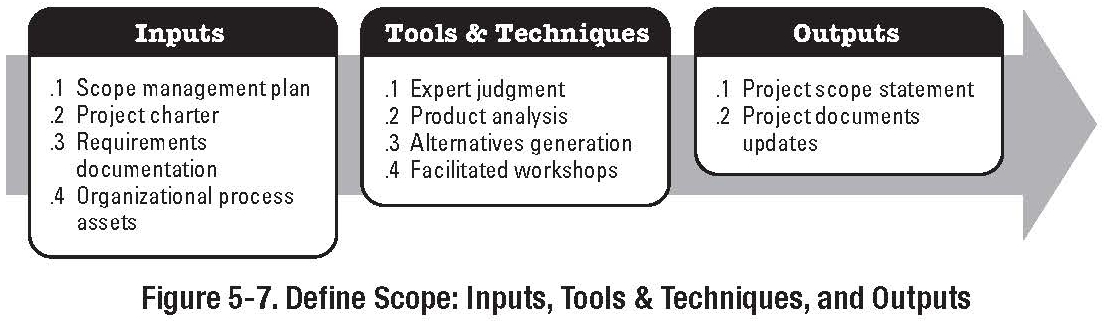 Inputs
.1 Scope management plan
.2 Project charter
.3 Requirements
documentation
.4 Organizational process
assets
Tools & Techniques
.1 Expert judgment
.2 Product analysis
.3 Alternatives generation
.4 Facilitated workshops
Outputs
.1 Project scope statement
.2 Project documents
updates
Figure 5-7. Define Scope: Inputs, Tools & Techniques, and Outputs